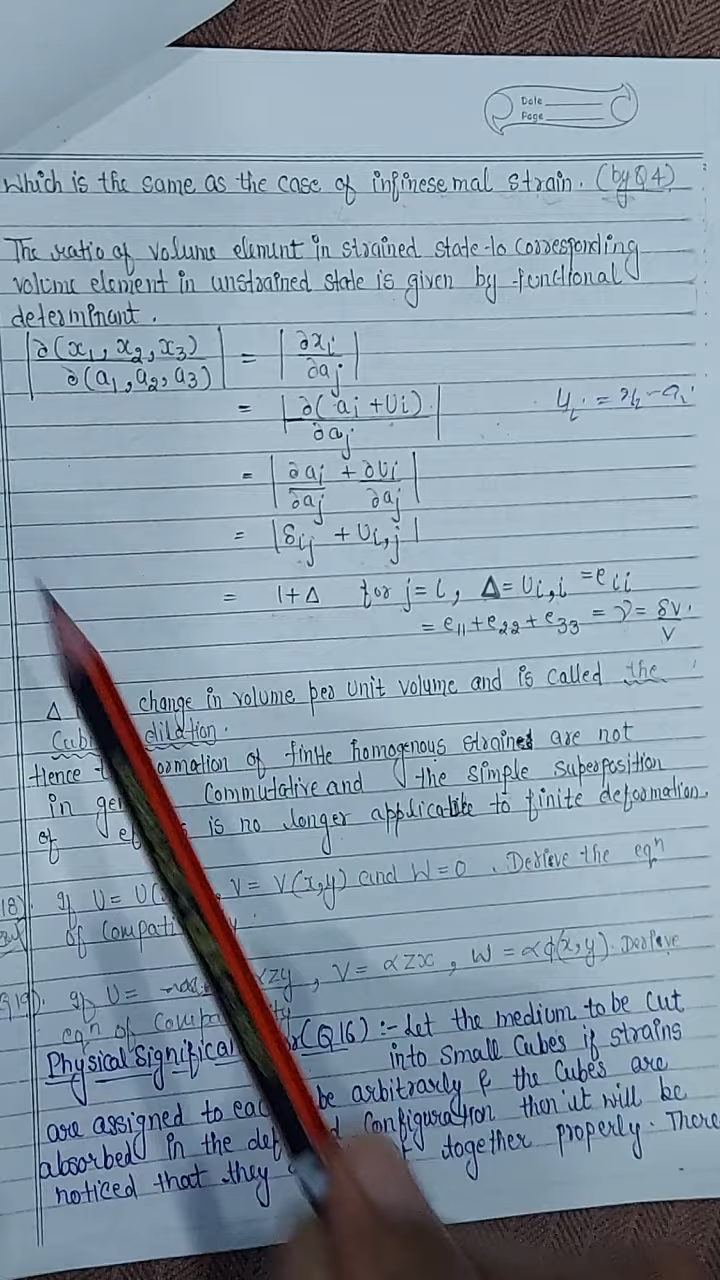 Date
Page
Which is the same as the case of infinesemal strain. (by Q4)
The ratio of volume element in strained state to corresponding
volume element in unstrained state is given by functional
determinant.
|∂(x₁, x₂, x₃) / ∂(a₁, a₂, a₃)| = |∂xᵢ / ∂aⱼ|
= |∂(aᵢ + Uᵢ) / ∂aⱼ| uᵢ = xᵢ - aᵢ
= |∂aᵢ / ∂aⱼ + ∂Uᵢ / ∂aⱼ|
= |δᵢⱼ + Uᵢ,ⱼ|
= 1+Δ for j=i, Δ = Uᵢ,ᵢ = eᵢᵢ
= e₁₁ + e₂₂ + e₃₃ = ν = δV / V
Δ change in volume per unit volume and is called the
Cubi dilation.
Hence of finite homogenous strained are not
in Commutative and the simple superposition
of is no longer applicable to finite deformation.
18). If U = U( , V = V(x,y) and W = 0 . Derieve the eqⁿ
of Compati
Q19). If U = zy, V = αzx, W = αϕ(x,y). Derieve
eqⁿ of Compa
Physical Significa (Q16) :- Let the medium to be cut
into small cubes if strains
are assigned to be arbitrarly & the Cubes are
absorbed in the Configuration then it will be
noticed that they together properly. There